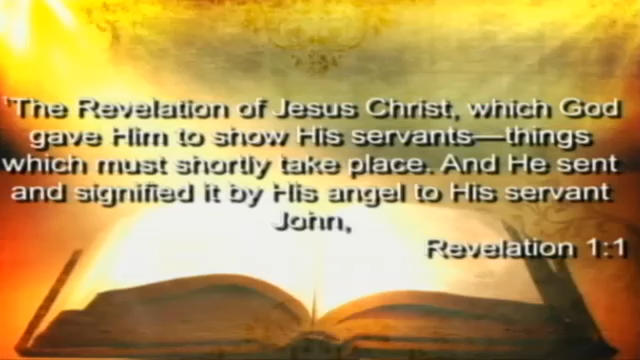 'The Revelation of Jesus Christ, which God
gave Him to show His servants—things
which must shortly take place. And He sent
and signified it by His angel to His servant
John,
Revelation 1:1